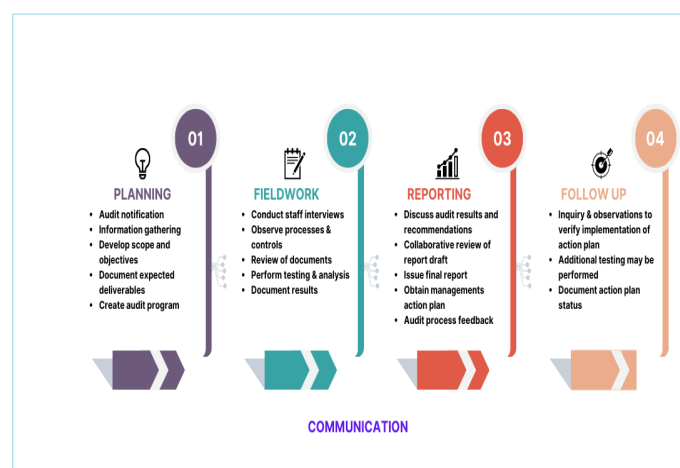 01
PLANNING
• Audit notification
• Information gathering
• Develop scope and
objectives
• Document expected
deliverables
• Create audit program
02
FIELDWORK
• Conduct staff interviews
• Observe processes &
controls
• Review of documents
• Perform testing & analysis
• Document results
03
REPORTING
• Discuss audit results and
recommendations
• Collaborative review of
report draft
• Issue final report
• Obtain managements
action plan
• Audit process feedback
04
FOLLOW UP
• Inquiry & observations to
verify implementation of
action plan
• Additional testing may be
performed
• Document action plan
status
COMMUNICATION